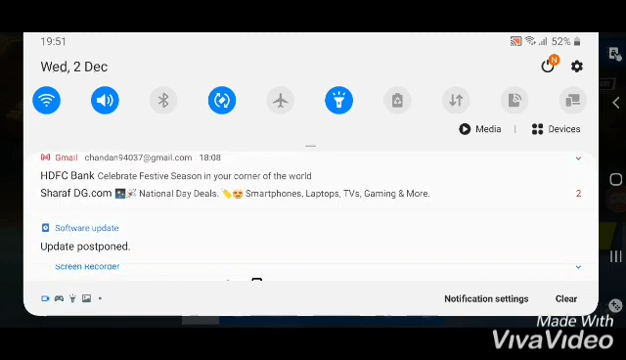 19:51
52%
Wed, 2 Dec
N
Media
Devices
Gmail chandan94037@gmail.com 18:08
HDFC Bank Celebrate Festive Season in your corner of the world
Sharaf DG.com 🌃🎉 National Day Deals. 🏷️😍 Smartphones, Laptops, TVs, Gaming & More.
2
Software update
Update postponed.
Screen Recorder
Notification settings
Clear
Made With
VivaVideo